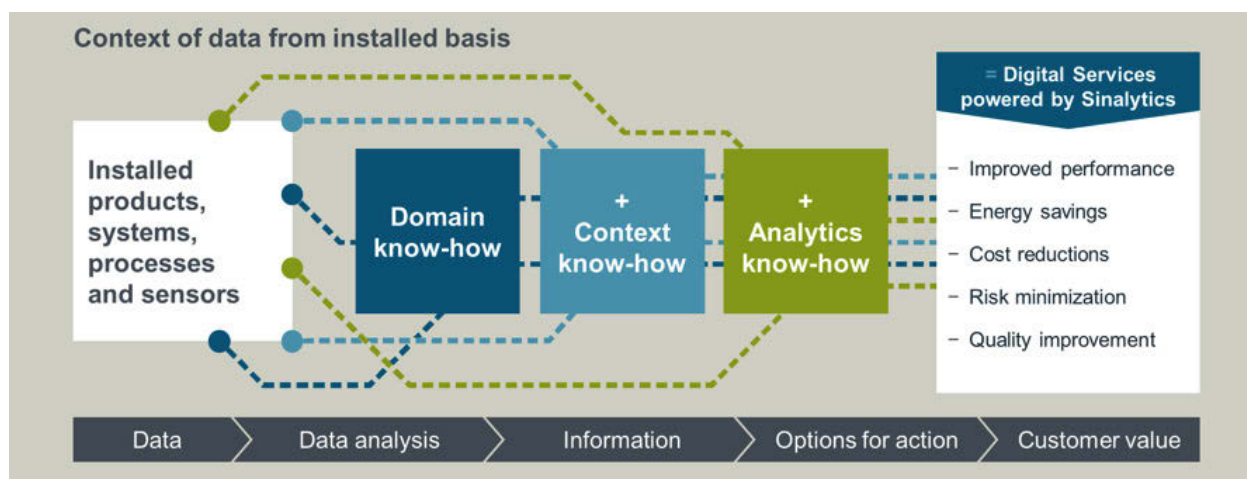 Context of data from installed basis
= Digital Services
powered by Sinalytics
Installed
products,
systems,
processes
and sensors
Domain
know-how
+
Context
know-how
+
Analytics
know-how
– Improved performance
– Energy savings
– Cost reductions
– Risk minimization
– Quality improvement
Data
Data analysis
Information
Options for action
Customer value